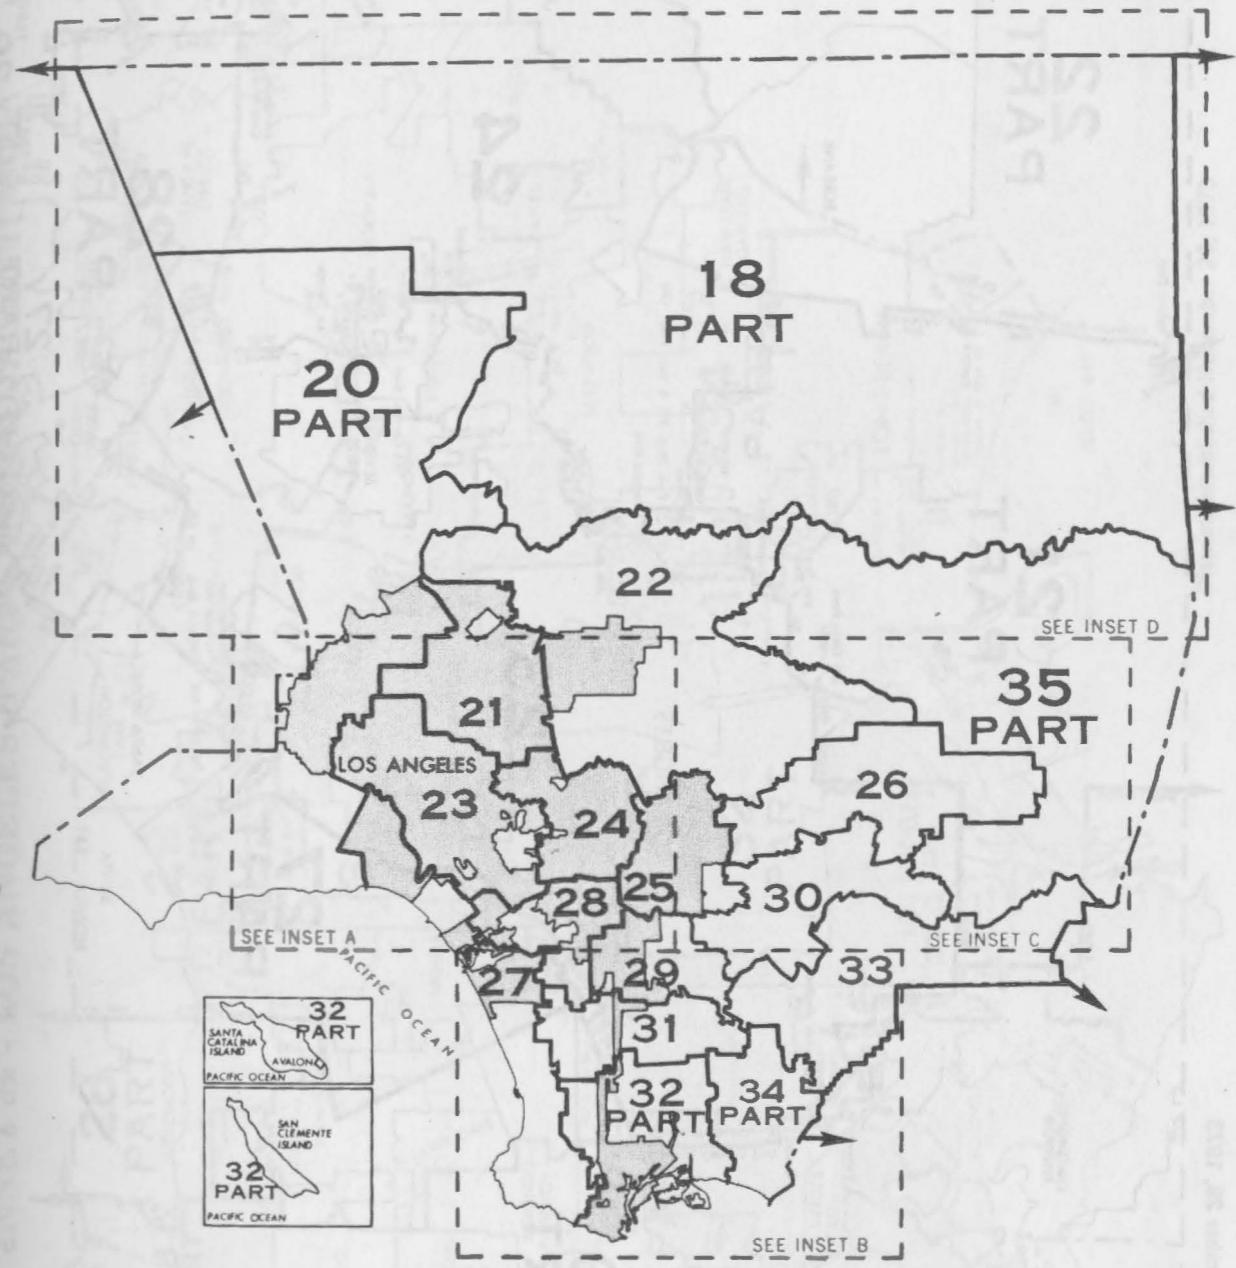 18
PART
20
PART
22
SEE INSET D
35
PART
21
LOS ANGELES
23
24
26
25
28
30
SEE INSET A
SEE INSET C
PACIFIC OCEAN
27
29
33
31
32
PART
34
PART
SEE INSET B
32
PART
SANTA
CATALINA
ISLAND
AVALON
PACIFIC OCEAN
SAN
CLEMENTE
ISLAND
32
PART
PACIFIC OCEAN